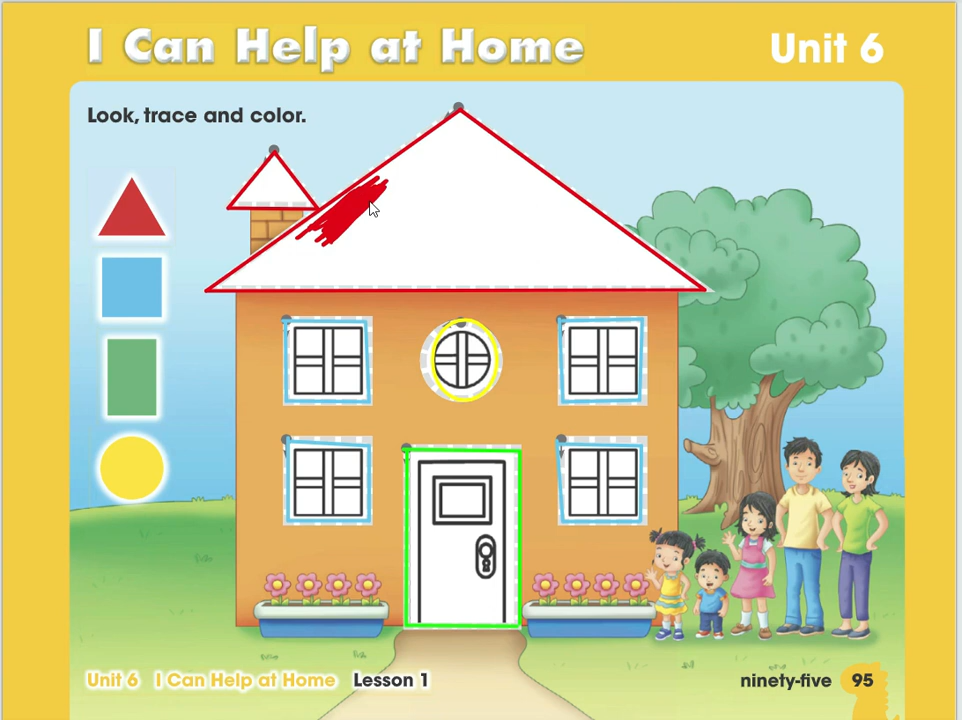 I Can Help at Home
Unit 6
Look, trace and color.
Unit 6 I Can Help at Home Lesson 1
ninety-five 95